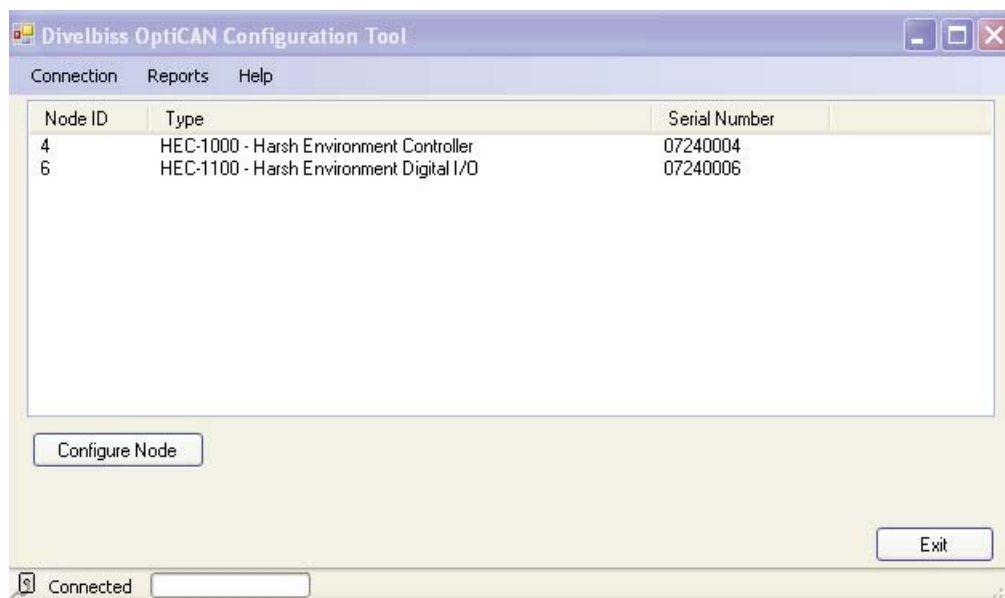 Divelbiss OptiCAN Configuration Tool
Connection Reports Help
Node ID Type Serial Number
4 HEC-1000 - Harsh Environment Controller 07240004
6 HEC-1100 - Harsh Environment Digital I/O 07240006
Configure Node
Exit
Connected